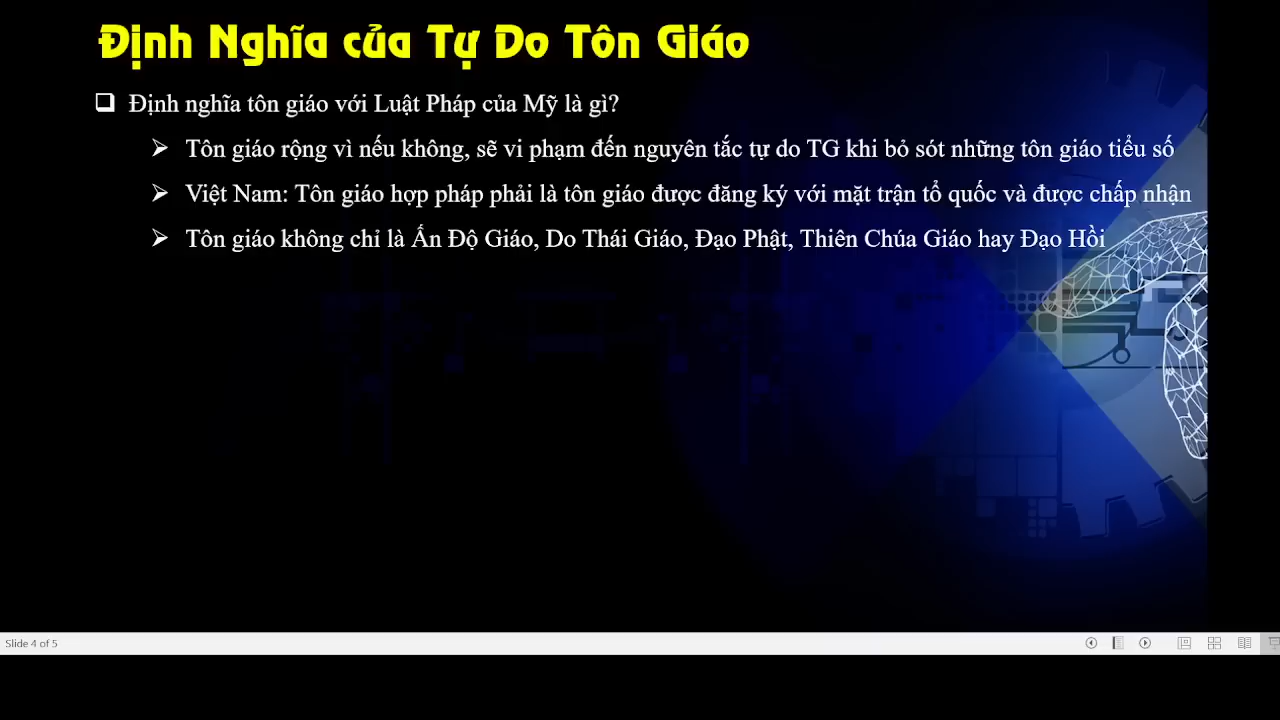 Định Nghĩa của Tự Do Tôn Giáo
Định nghĩa tôn giáo với Luật Pháp của Mỹ là gì?
Tôn giáo rộng vì nếu không, sẽ vi phạm đến nguyên tắc tự do TG khi bỏ sót những tôn giáo tiểu số
Việt Nam: Tôn giáo hợp pháp phải là tôn giáo được đăng ký với mặt trận tổ quốc và được chấp nhận
Tôn giáo không chỉ là Ấn Độ Giáo, Do Thái Giáo, Đạo Phật, Thiên Chúa Giáo hay Đạo Hồi
Slide 4 of 5